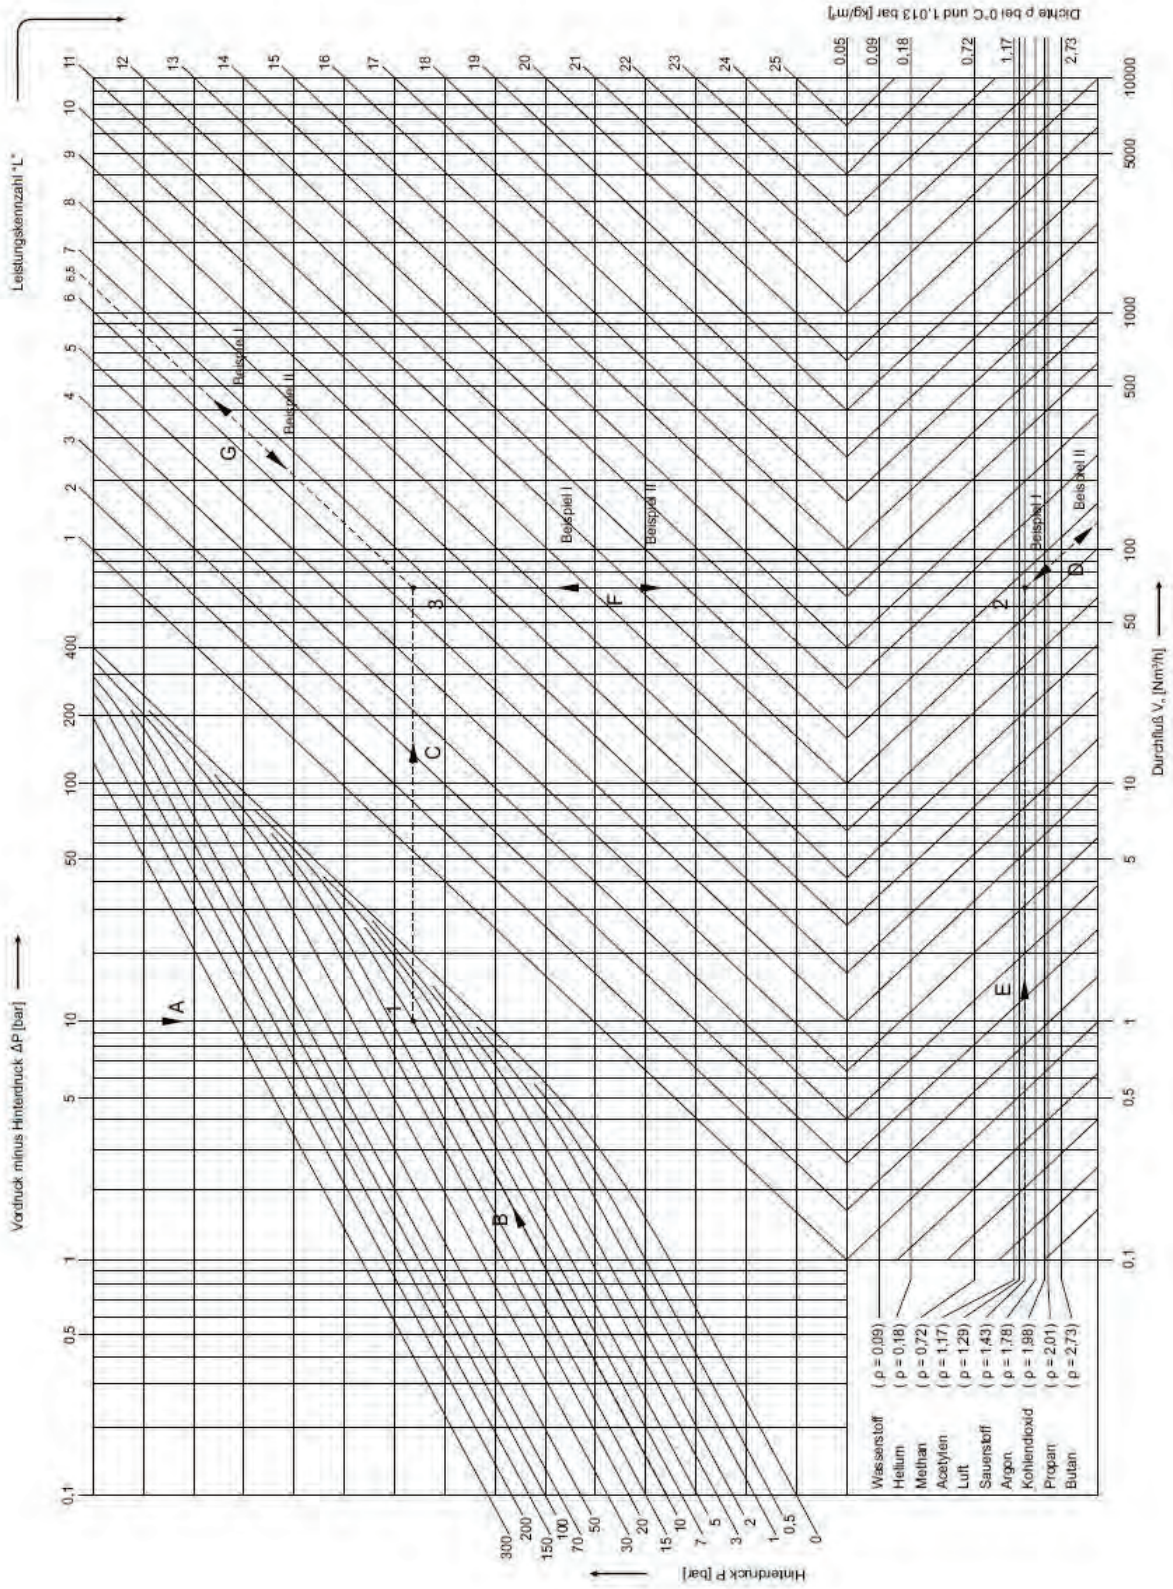 Leistungskennzahl "L"
Vordruck minus Hinterdruck ΔP [bar]
0,1
0,5
1
5
10
50
100
200
400
1
2
3
4
5
6
6,5
7
8
9
10
11
12
13
14
15
16
17
18
19
20
21
22
23
24
25
A
B
C
1
G
Beispiel I
Beispiel II
3
F
Beispiel I
Beispiel II
2
D
Beispiel I
Beispiel II
E
Dichte ρ bei 0°C und 1,013 bar [kg/m³]
0,05
0,09
0,18
0,72
1,17
2,73
Hinterdruck P [bar]
300
200
150
100
70
50
30
20
15
10
7
5
3
2
1
0,5
0
Wasserstoff ( ρ = 0,09)
Helium ( ρ = 0,18)
Methan ( ρ = 0,72)
Acetylen ( ρ = 1,17)
Luft ( ρ = 1,29)
Sauerstoff ( ρ = 1,43)
Argon ( ρ = 1,78)
Kohlendioxid ( ρ = 1,98)
Propan ( ρ = 2,01)
Butan ( ρ = 2,73)
0,1
0,5
1
5
10
50
100
500
1000
5000
10000
Durchfluß Vₙ [Nm³/h]